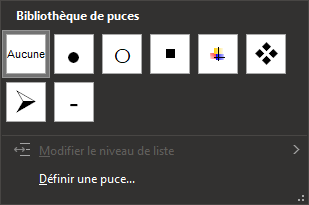 Bibliothèque de puces
Aucune
Modifier le niveau de liste
Définir une puce...